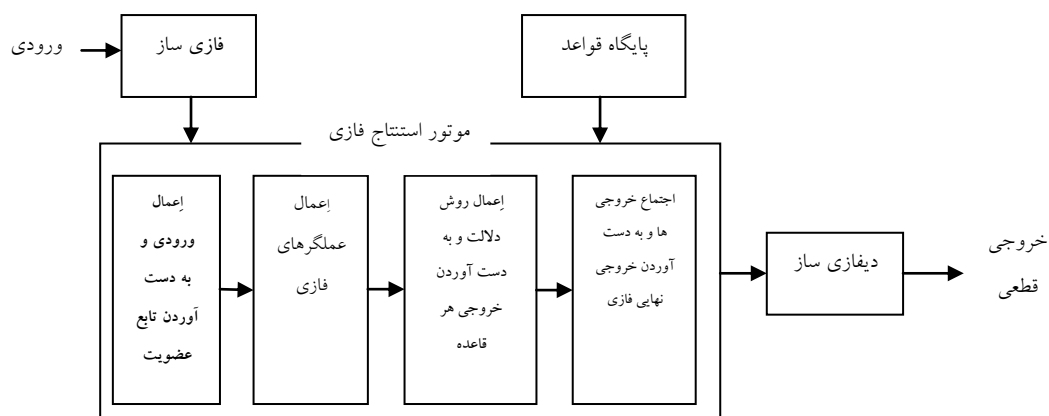 ورودی
فازی ساز
پایگاه قواعد
موتور استنتاج فازی
اِعمال
ورودی و
به دست
آوردن تابع
عضویت
اِعمال
عملگرهای
فازی
اِعمال روش
دلالت و به
دست آوردن
خروجی هر
قاعده
اجتماع خروجی
ها و به دست
آوردن خروجی
نهایی فازی
دیفازی ساز
خروجی
قطعی